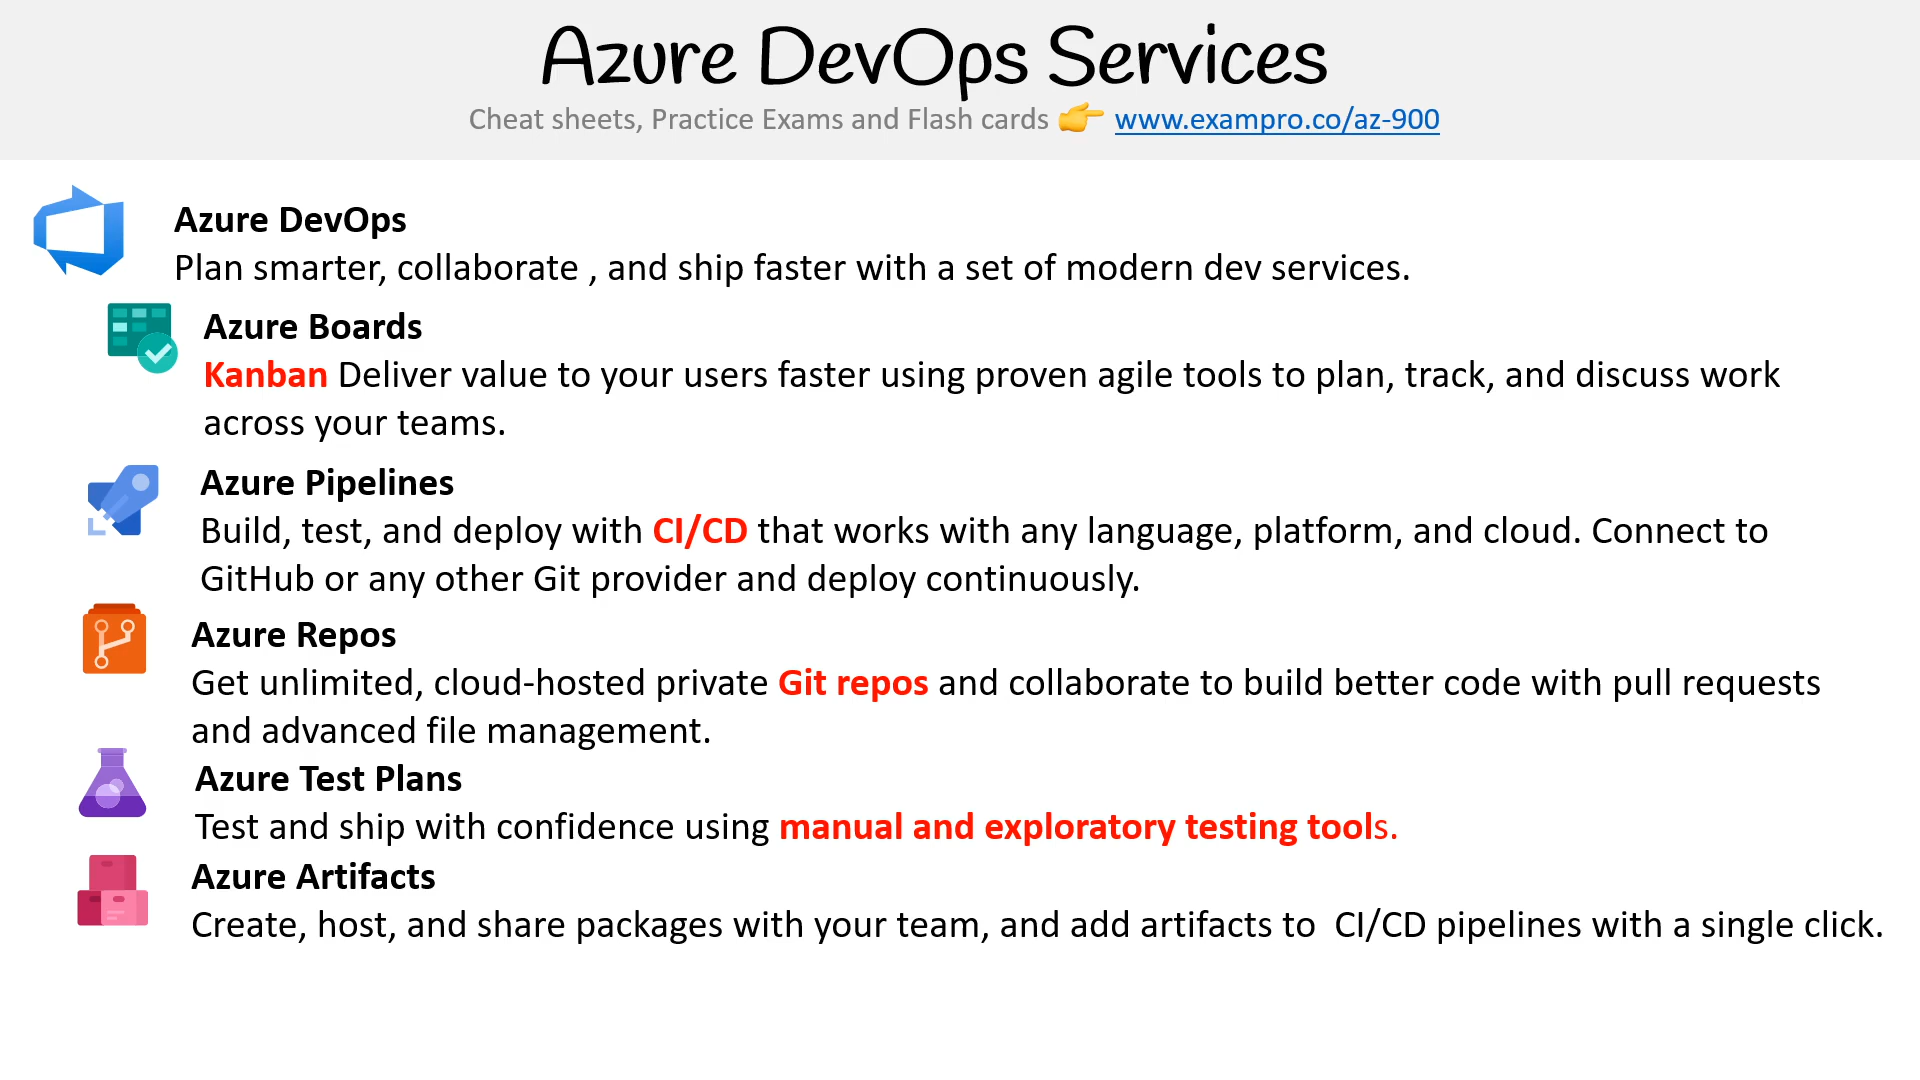 Azure DevOps Services
Cheat sheets, Practice Exams and Flash cards 👉 www.exampro.co/az-900
Azure DevOps
Plan smarter, collaborate , and ship faster with a set of modern dev services.
Azure Boards
Kanban Deliver value to your users faster using proven agile tools to plan, track, and discuss work
across your teams.
Azure Pipelines
Build, test, and deploy with CI/CD that works with any language, platform, and cloud. Connect to
GitHub or any other Git provider and deploy continuously.
Azure Repos
Get unlimited, cloud-hosted private Git repos and collaborate to build better code with pull requests
and advanced file management.
Azure Test Plans
Test and ship with confidence using manual and exploratory testing tools.
Azure Artifacts
Create, host, and share packages with your team, and add artifacts to  CI/CD pipelines with a single click.